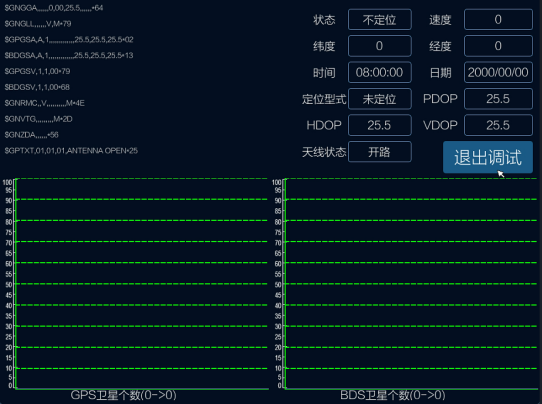 $GNGGA,,,,,,0,00,25.5,,,,,,*64
$GNGLL,,,,,,V,M*79
$GPGSA,A,1,,,,,,,,,,,,,25.5,25.5,25.5*02
$BDGSA,A,1,,,,,,,,,,,,,25.5,25.5,25.5*13
$GPGSV,1,1,00*79
$BDGSV,1,1,00*68
$GNRMC,,V,,,,,,,,,,M*4E
$GNVTG,,,,,,,,,M*2D
$GNZDA,,,,,*56
$GPTXT,01,01,01,ANTENNA OPEN*25
状态 不定位 速度 0
纬度 0 经度 0
时间 08:00:00 日期 2000/00/00
定位型式 未定位 PDOP 25.5
HDOP 25.5 VDOP 25.5
天线状态 开路
退出调试
100
95
90
85
80
75
70
65
60
55
50
45
40
35
30
25
20
15
10
5
0
GPS卫星个数(0->0)
100
95
90
85
80
75
70
65
60
55
50
45
40
35
30
25
20
15
10
5
0
BDS卫星个数(0->0)